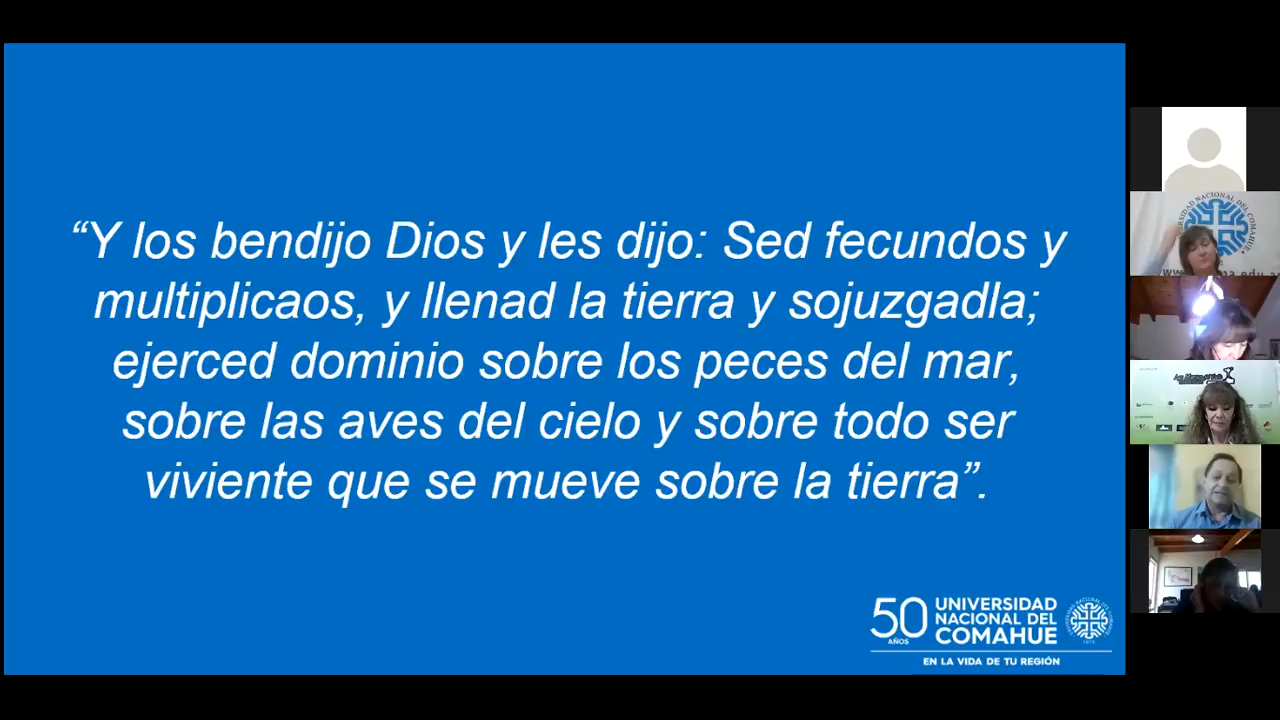 “Y los bendijo Dios y les dijo: Sed fecundos y
multiplicaos, y llenad la tierra y sojuzgadla;
ejerced dominio sobre los peces del mar,
sobre las aves del cielo y sobre todo ser
viviente que se mueve sobre la tierra”.
50 AÑOS
UNIVERSIDAD
NACIONAL DEL
COMAHUE
EN LA VIDA DE TU REGIÓN